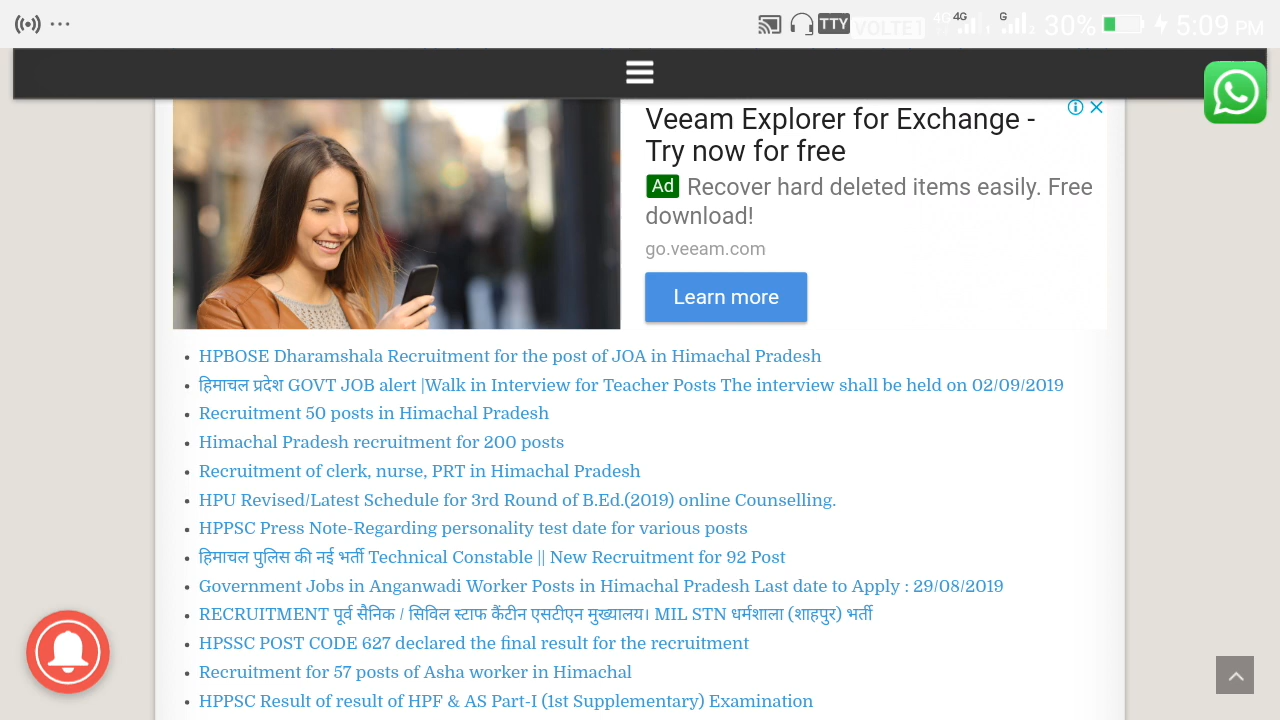 TTY VOLTE1 4G 4G G 2 30% 5:09 PM
Veeam Explorer for Exchange -
Try now for free
Ad Recover hard deleted items easily. Free
download!
go.veeam.com
Learn more
HPBOSE Dharamshala Recruitment for the post of JOA in Himachal Pradesh
हिमाचल प्रदेश GOVT JOB alert |Walk in Interview for Teacher Posts The interview shall be held on 02/09/2019
Recruitment 50 posts in Himachal Pradesh
Himachal Pradesh recruitment for 200 posts
Recruitment of clerk, nurse, PRT in Himachal Pradesh
HPU Revised/Latest Schedule for 3rd Round of B.Ed.(2019) online Counselling.
HPPSC Press Note-Regarding personality test date for various posts
हिमाचल पुलिस की नई भर्ती Technical Constable || New Recruitment for 92 Post
Government Jobs in Anganwadi Worker Posts in Himachal Pradesh Last date to Apply : 29/08/2019
RECRUITMENT पूर्व सैनिक / सिविल स्टाफ कैंटीन एसटीएन मुख्यालय। MIL STN धर्मशाला (शाहपुर) भर्ती
HPSSC POST CODE 627 declared the final result for the recruitment
Recruitment for 57 posts of Asha worker in Himachal
HPPSC Result of result of HPF & AS Part-I (1st Supplementary) Examination